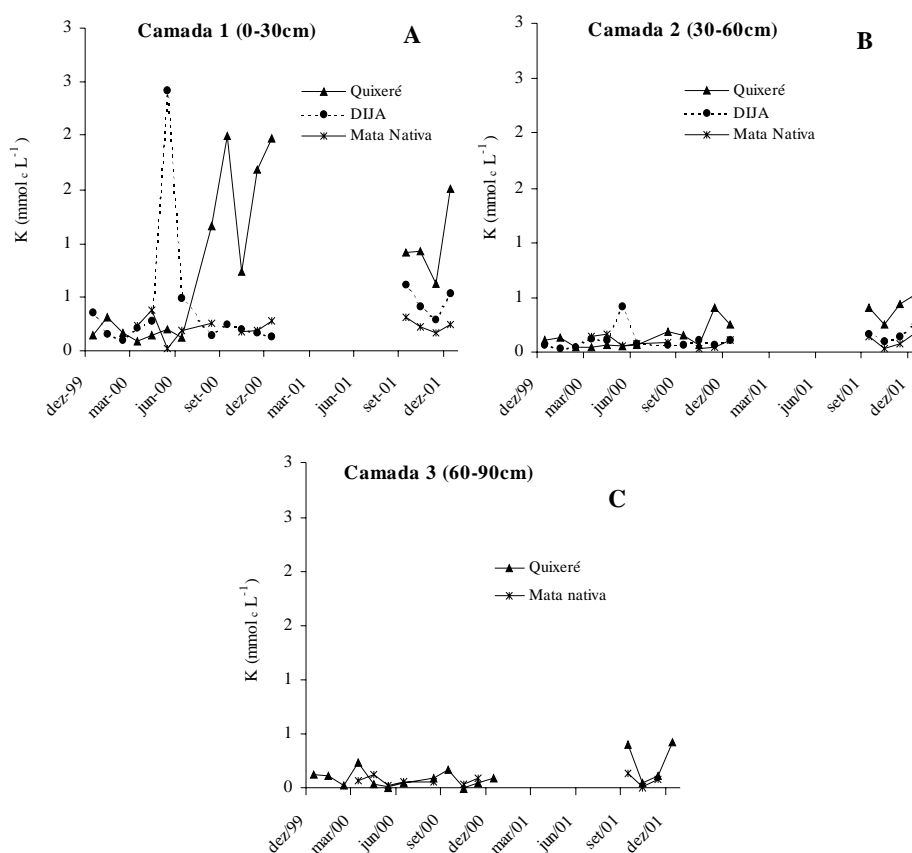 Camada 1 (0-30cm)
A
3
3
2
2
1
1
0
K (mmol c L-1)
Quixeré
DIJA
Mata Nativa
dez-99
mar-00
jun-00
set-00
dez-00
mar-01
jun-01
set-01
dez-01
Camada 2 (30-60cm)
B
3
3
2
2
1
1
0
K (mmol c L-1)
Quixeré
DIJA
Mata Nativa
dez/99
mar/00
jun/00
set/00
dez/00
mar/01
jun/01
set/01
dez/01
Camada 3 (60-90cm)
C
3
3
2
2
1
1
0
K (mmol c L-1)
Quixeré
Mata nativa
dez/99
mar/00
jun/00
set/00
dez/00
mar/01
jun/01
set/01
dez/01